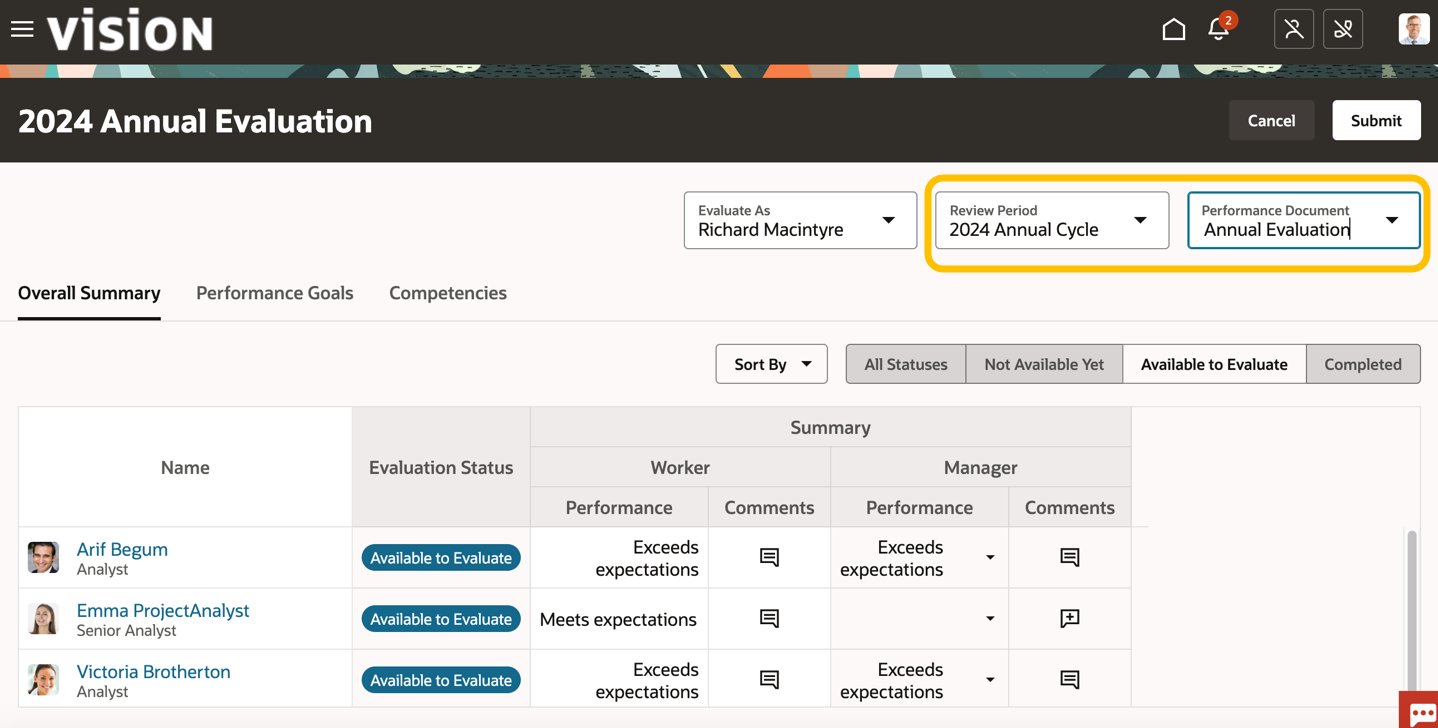 vision
2
2024 Annual Evaluation
Cancel
Submit
Evaluate As
Richard Macintyre
Review Period
2024 Annual Cycle
Performance Document
Annual Evaluation
Overall Summary
Performance Goals
Competencies
Sort By
All Statuses
Not Available Yet
Available to Evaluate
Completed
Name
Evaluation Status
Summary
Worker
Manager
Performance
Comments
Performance
Comments
Arif Begum
Analyst
Available to Evaluate
Exceeds
expectations
Exceeds
expectations
Emma ProjectAnalyst
Senior Analyst
Available to Evaluate
Meets expectations
Victoria Brotherton
Analyst
Available to Evaluate
Exceeds
expectations
Exceeds
expectations